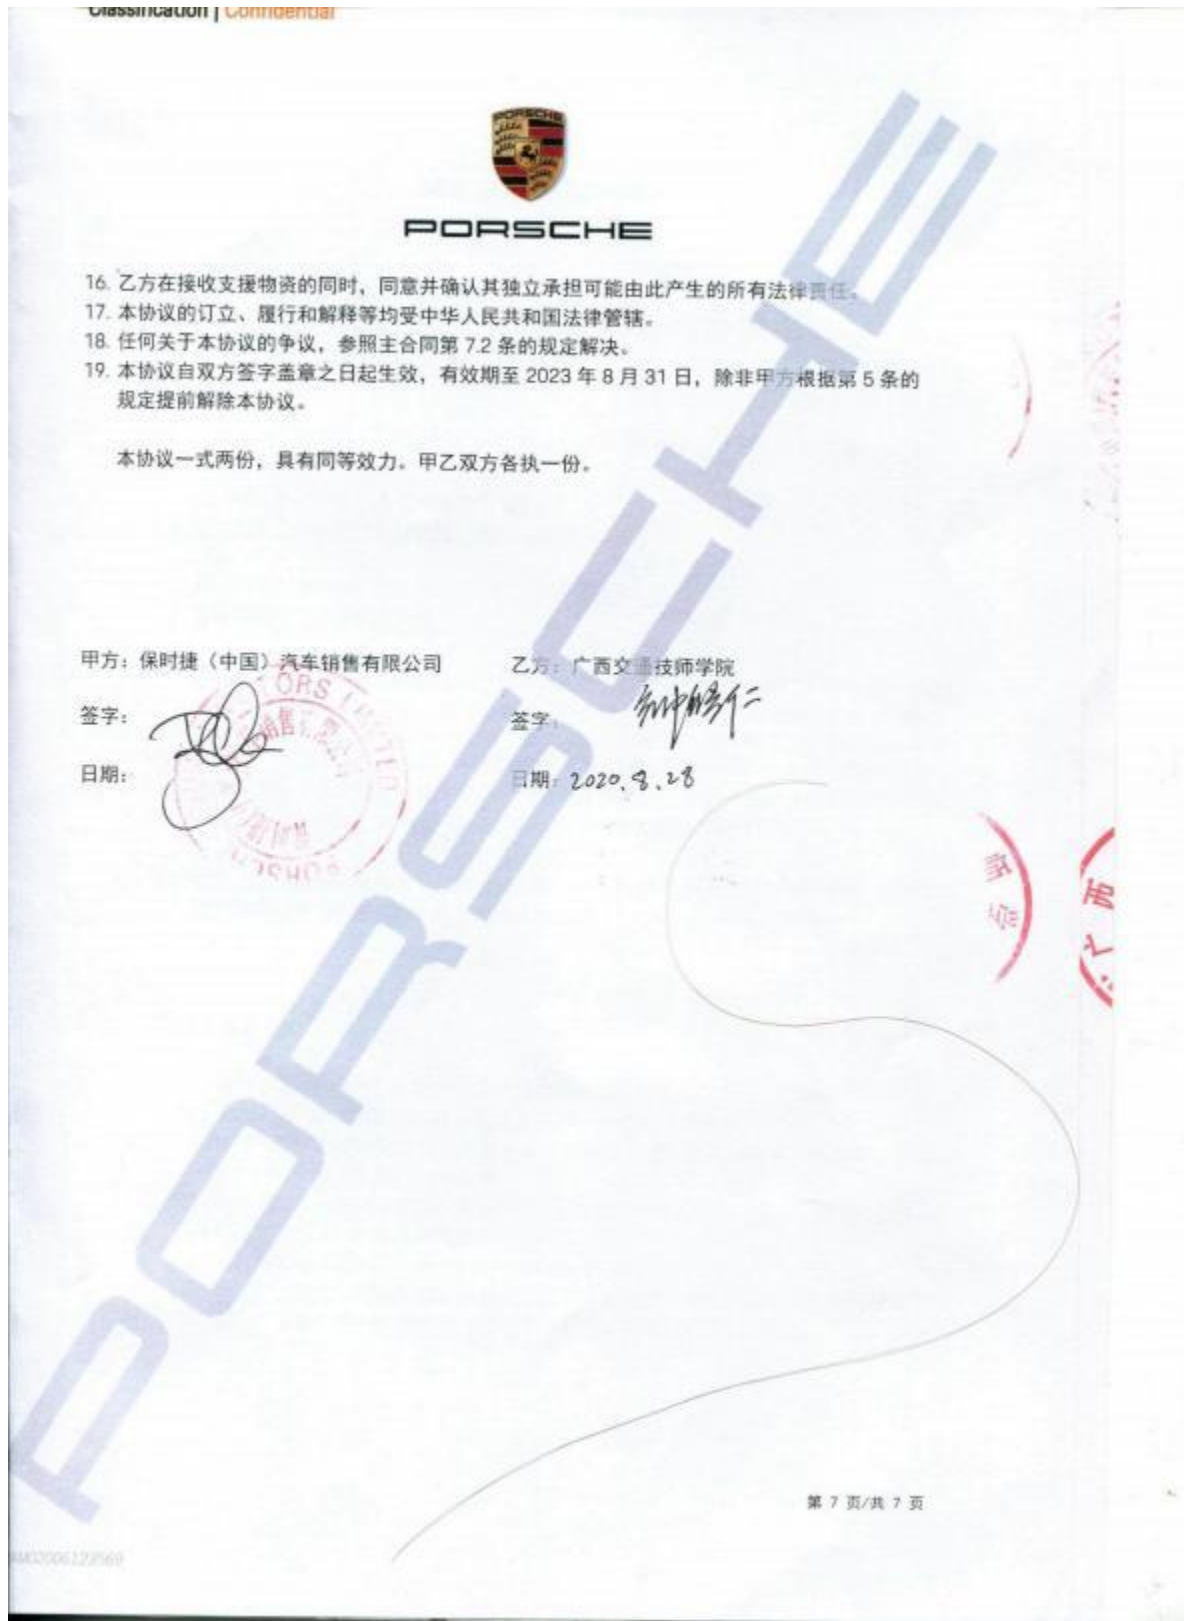 Classification | Confidential
PORSCHE
PORSCHE
16. 乙方在接收支援物资的同时，同意并确认其独立承担可能由此产生的所有法律责任。
17. 本协议的订立、履行和解释等均受中华人民共和国法律管辖。
18. 任何关于本协议的争议，参照主合同第 7.2 条的规定解决。
19. 本协议自双方签字盖章之日起生效，有效期至 2023 年 8 月 31 日，除非甲方根据第 5 条的
规定提前解除本协议。
本协议一式两份，具有同等效力。甲乙双方各执一份。
甲方：保时捷（中国）汽车销售有限公司
乙方：广西交通技师学院
签字：
签字：
日期：
日期：2020.8.28
PORSCHE
广西
第 7 页/共 7 页